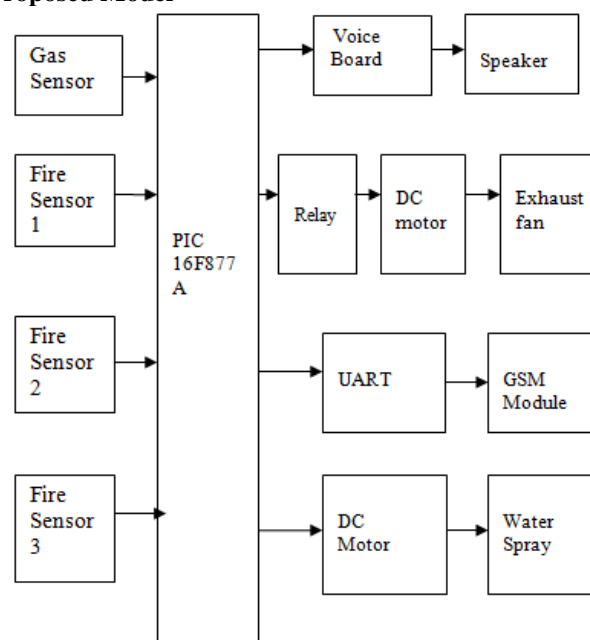 roposed Model
Gas
Sensor
Fire
Sensor
1
Fire
Sensor
2
Fire
Sensor
3
PIC
16F877
A
Voice
Board
Speaker
Relay
DC
motor
Exhaust
fan
UART
GSM
Module
DC
Motor
Water
Spray